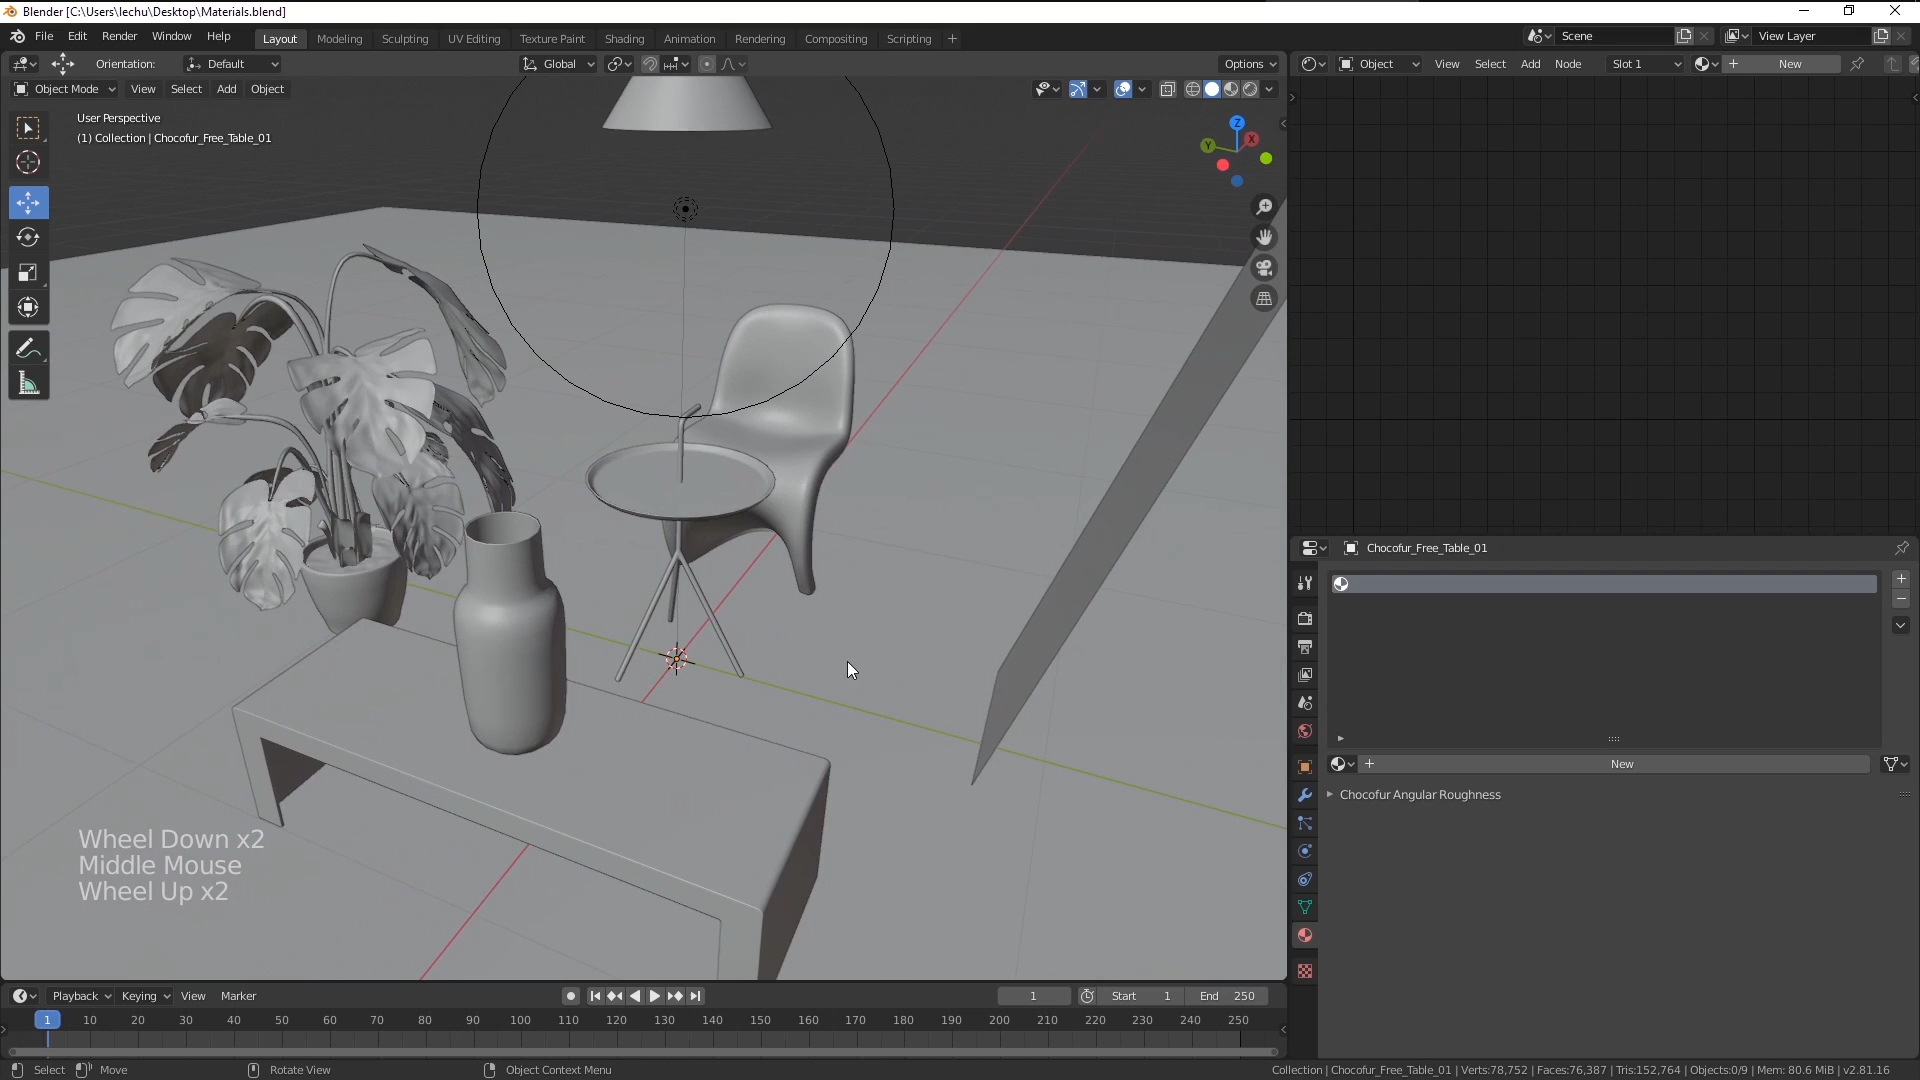 Blender [C:\Users\lechu\Desktop\Materials.blend]
File Edit Render Window Help Layout Modeling Sculpting UV Editing Texture Paint Shading Animation Rendering Compositing Scripting + Scene View Layer
Orientation: Default Global Options Object View Select Add Node Slot 1 New
Object Mode View Select Add Object
User Perspective
(1) Collection | Chocofur_Free_Table_01
Z
Y X
Chocofur_Free_Table_01
New
Chocofur Angular Roughness
Wheel Down x2
Middle Mouse
Wheel Up x2
Playback Keying View Marker 1 Start 1 End 250
1 10 20 30 40 50 60 70 80 90 100 110 120 130 140 150 160 170 180 190 200 210 220 230 240 250
Select Move Rotate View Object Context Menu Collection | Chocofur_Free_Table_01 | Verts:78,752 | Faces:76,387 | Tris:152,764 | Objects:0/9 | Mem: 80.6 MiB | v2.81.16